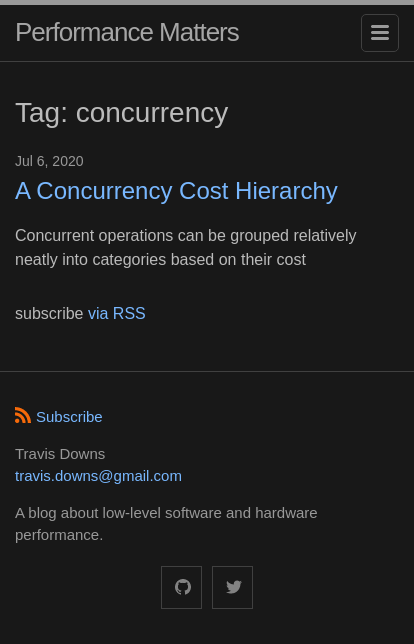 Performance Matters
Tag: concurrency
Jul 6, 2020
A Concurrency Cost Hierarchy
Concurrent operations can be grouped relatively
neatly into categories based on their cost
subscribe via RSS
Subscribe
Travis Downs
travis.downs@gmail.com
A blog about low-level software and hardware
performance.